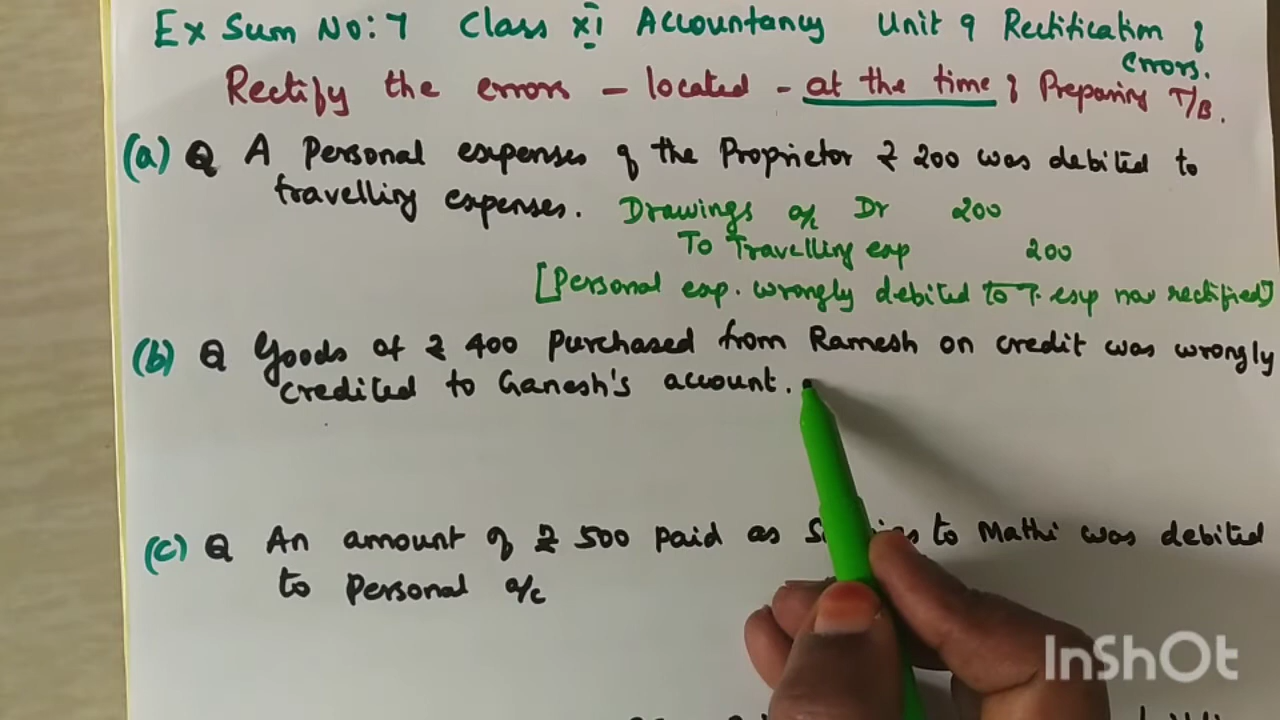 Ex Sum No: 7 Class XI Accountancy Unit 9 Rectification of
errors.
Rectify the errors - located - at the time of Preparing T/B.
(a) Q A Personal expenses of the Proprietor ₹ 200 was debited to
travelling expenses. Drawings a/c Dr 200
To Travelling exp 200
[Personal exp. wrongly debited to T. exp now rectified]
(b) Q Goods of ₹ 400 purchased from Ramesh on credit was wrongly
credited to Ganesh's account.
(c) Q An amount of ₹ 500 paid as to Mathi was debited
to Personal a/c
InShOt